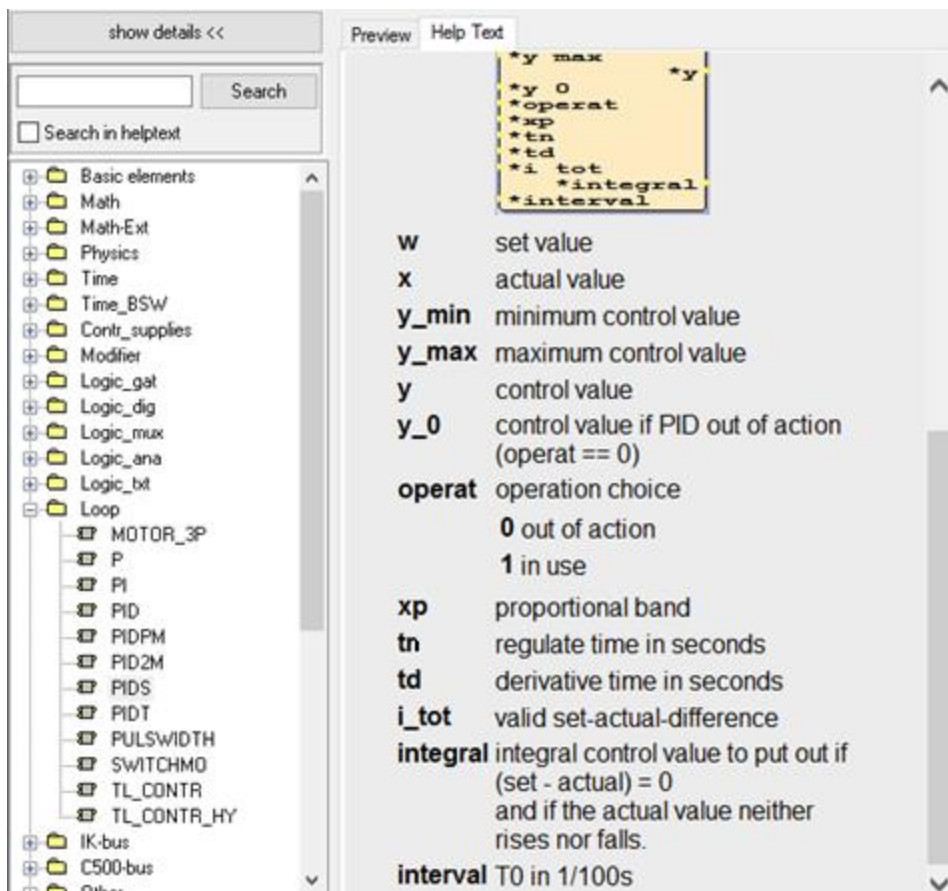 show details <<
Search
Search in helptext
Basic elements
Math
Math-Ext
Physics
Time
Time_BSW
Contr_supplies
Modifier
Logic_gat
Logic_dig
Logic_mux
Logic_ana
Logic_txt
Loop
MOTOR_3P
P
PI
PID
PIDPM
PID2M
PIDS
PIDT
PULSWIDTH
SWITCHMO
TL_CONTR
TL_CONTR_HY
IK-bus
C500-bus
Other
Preview Help Text
*y max
*y
*y 0
*operat
*xp
*tn
*td
*i tot
*integral
*interval
w set value
x actual value
y_min minimum control value
y_max maximum control value
y control value
y_0 control value if PID out of action
(operat == 0)
operat operation choice
0 out of action
1 in use
xp proportional band
tn regulate time in seconds
td derivative time in seconds
i_tot valid set-actual-difference
integral integral control value to put out if
(set - actual) = 0
and if the actual value neither
rises nor falls.
interval T0 in 1/100s